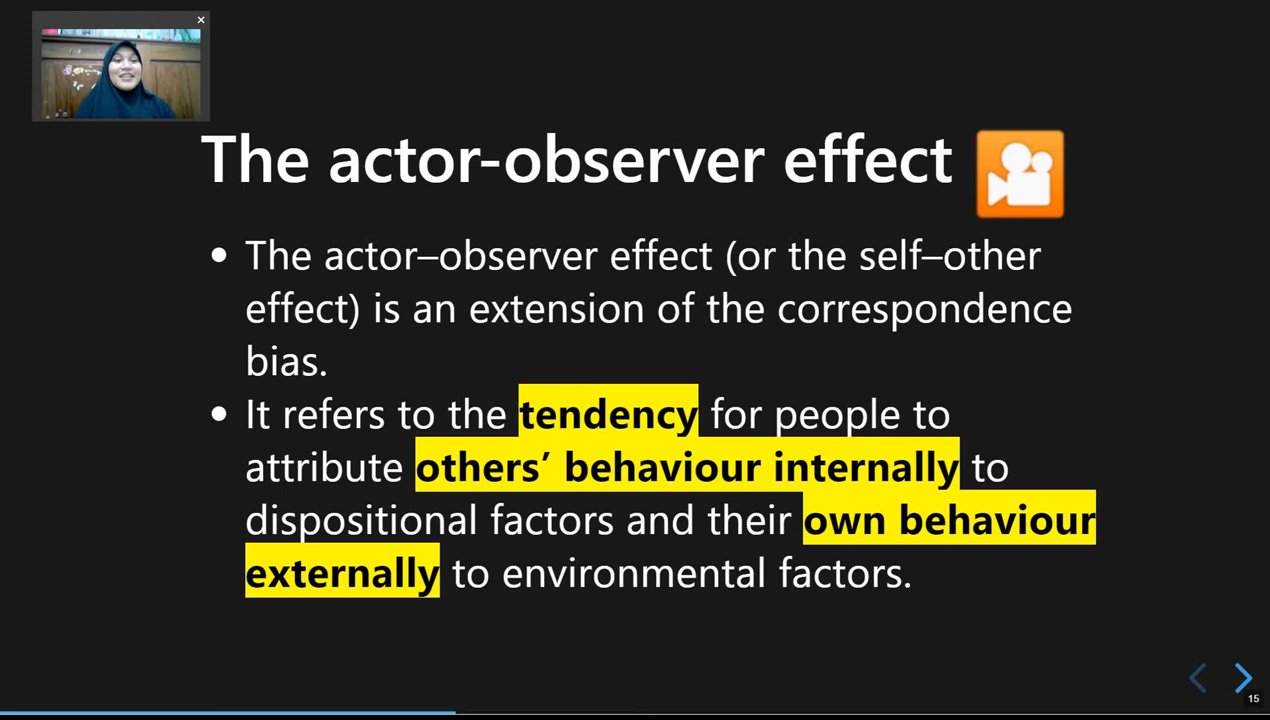 The actor-observer effect
• The actor–observer effect (or the self–other
effect) is an extension of the correspondence
bias.
• It refers to the tendency for people to
attribute others’ behaviour internally to
dispositional factors and their own behaviour
externally to environmental factors.
15